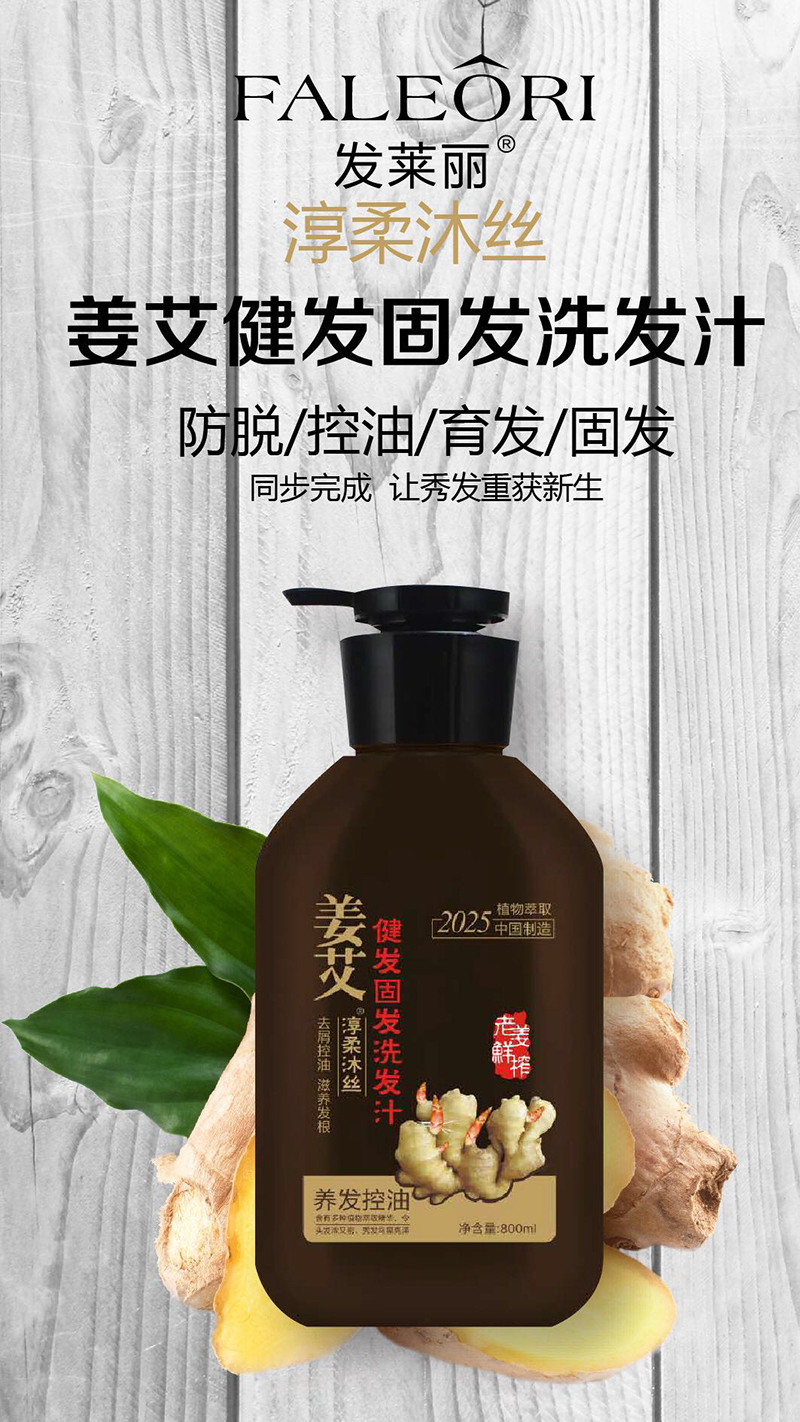 FALEÔRI
发莱丽®
淳柔沐丝
姜艾健发固发洗发汁
防脱/控油/育发/固发
同步完成 让秀发重获新生
姜艾®
健发固发洗发汁
淳柔沐丝
去屑控油 滋养发根
2025 植物萃取
中国制造
老姜
鲜榨
养发控油
净含量:800ml